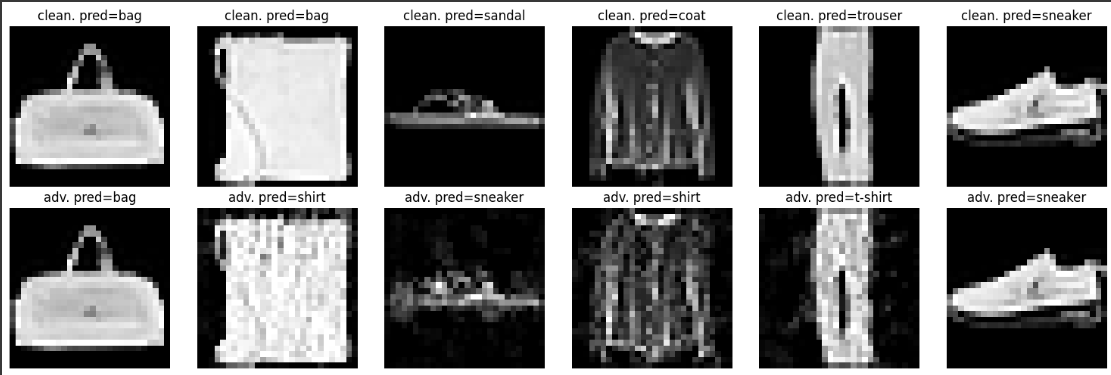 clean. pred=bag clean. pred=bag clean. pred=sandal clean. pred=coat clean. pred=trouser clean. pred=sneaker
adv. pred=bag adv. pred=shirt adv. pred=sneaker adv. pred=shirt adv. pred=t-shirt adv. pred=sneaker